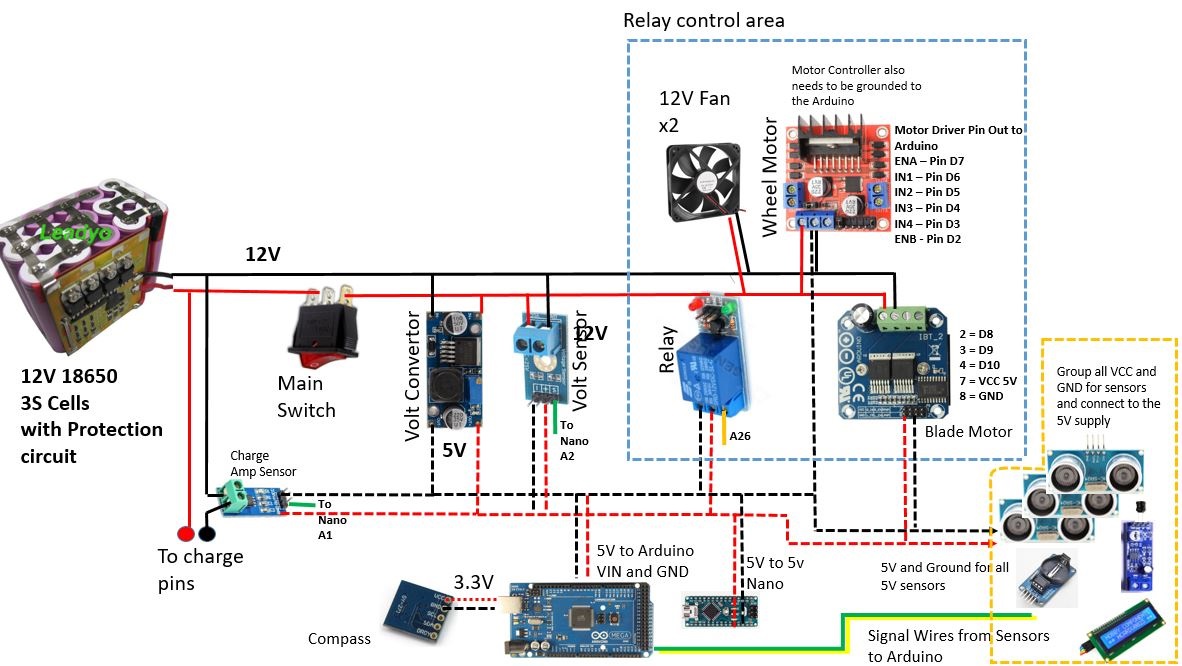 Relay control area
Motor Controller also
needs to be grounded to
the Arduino
12V Fan
x2
Wheel Motor
Motor Driver Pin Out to
Arduino
ENA – Pin D7
IN1 – Pin D6
IN2 – Pin D5
IN3 – Pin D4
IN4 – Pin D3
ENB - Pin D2
Leadyo
12V
12V 18650
3S Cells
with Protection
circuit
Main
Switch
Volt Convertor
5V
12V
Volt Sensor
To
Nano
A2
Relay
A26
IBT_2
2 = D8
3 = D9
4 = D10
7 = VCC 5V
8 = GND
Blade Motor
Group all VCC and
GND for sensors
and connect to the
5V supply
Charge
Amp Sensor
To
Nano
A1
To charge
pins
5V to Arduino
VIN and GND
5V to 5v
Nano
5V and Ground for all
5V sensors
3.3V
Compass
ARDUINO
MEGA
Signal Wires from Sensors
to Arduino